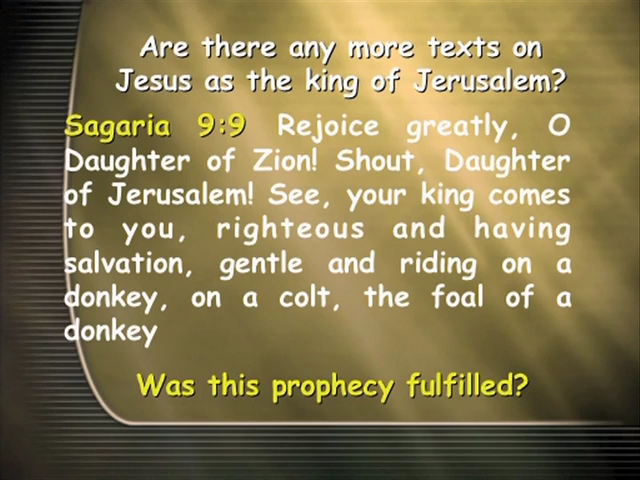 Are there any more texts on
Jesus as the king of Jerusalem?
Sagaria 9:9 Rejoice greatly, O
Daughter of Zion! Shout, Daughter
of Jerusalem! See, your king comes
to you, righteous and having
salvation, gentle and riding on a
donkey, on a colt, the foal of a
donkey
Was this prophecy fulfilled?